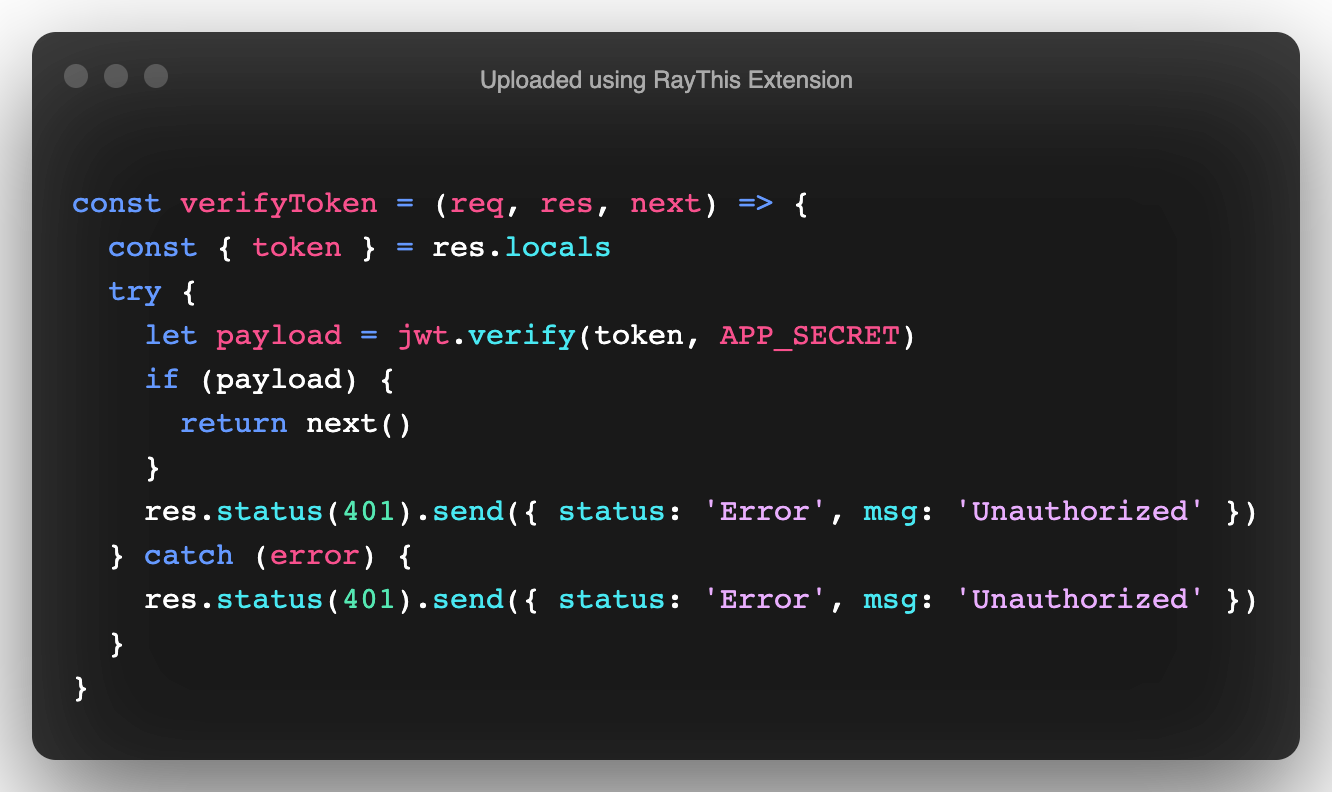 Uploaded using RayThis Extension
const verifyToken = (req, res, next) => {
  const { token } = res.locals
  try {
    let payload = jwt.verify(token, APP_SECRET)
    if (payload) {
      return next()
    }
    res.status(401).send({ status: 'Error', msg: 'Unauthorized' })
  } catch (error) {
    res.status(401).send({ status: 'Error', msg: 'Unauthorized' })
  }
}